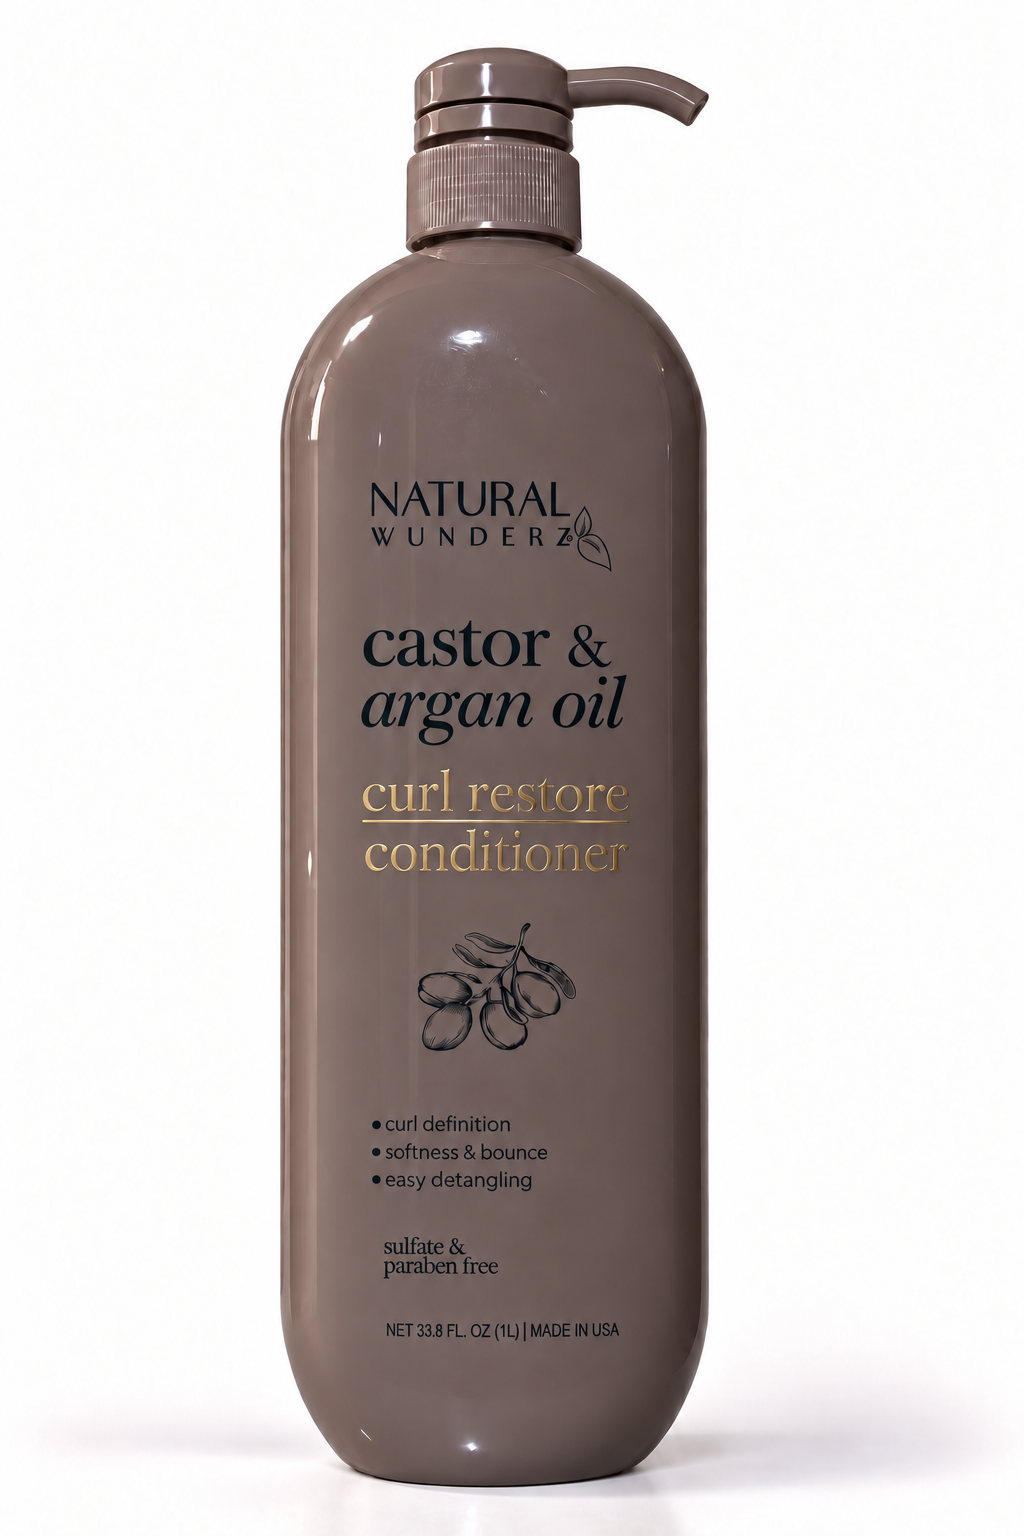 NATURAL
WUNDERZ®
castor &
argan oil
curl restore
conditioner
• curl definition
• softness & bounce
• easy detangling
sulfate &
paraben free
NET 33.8 FL. OZ (1L) | MADE IN USA